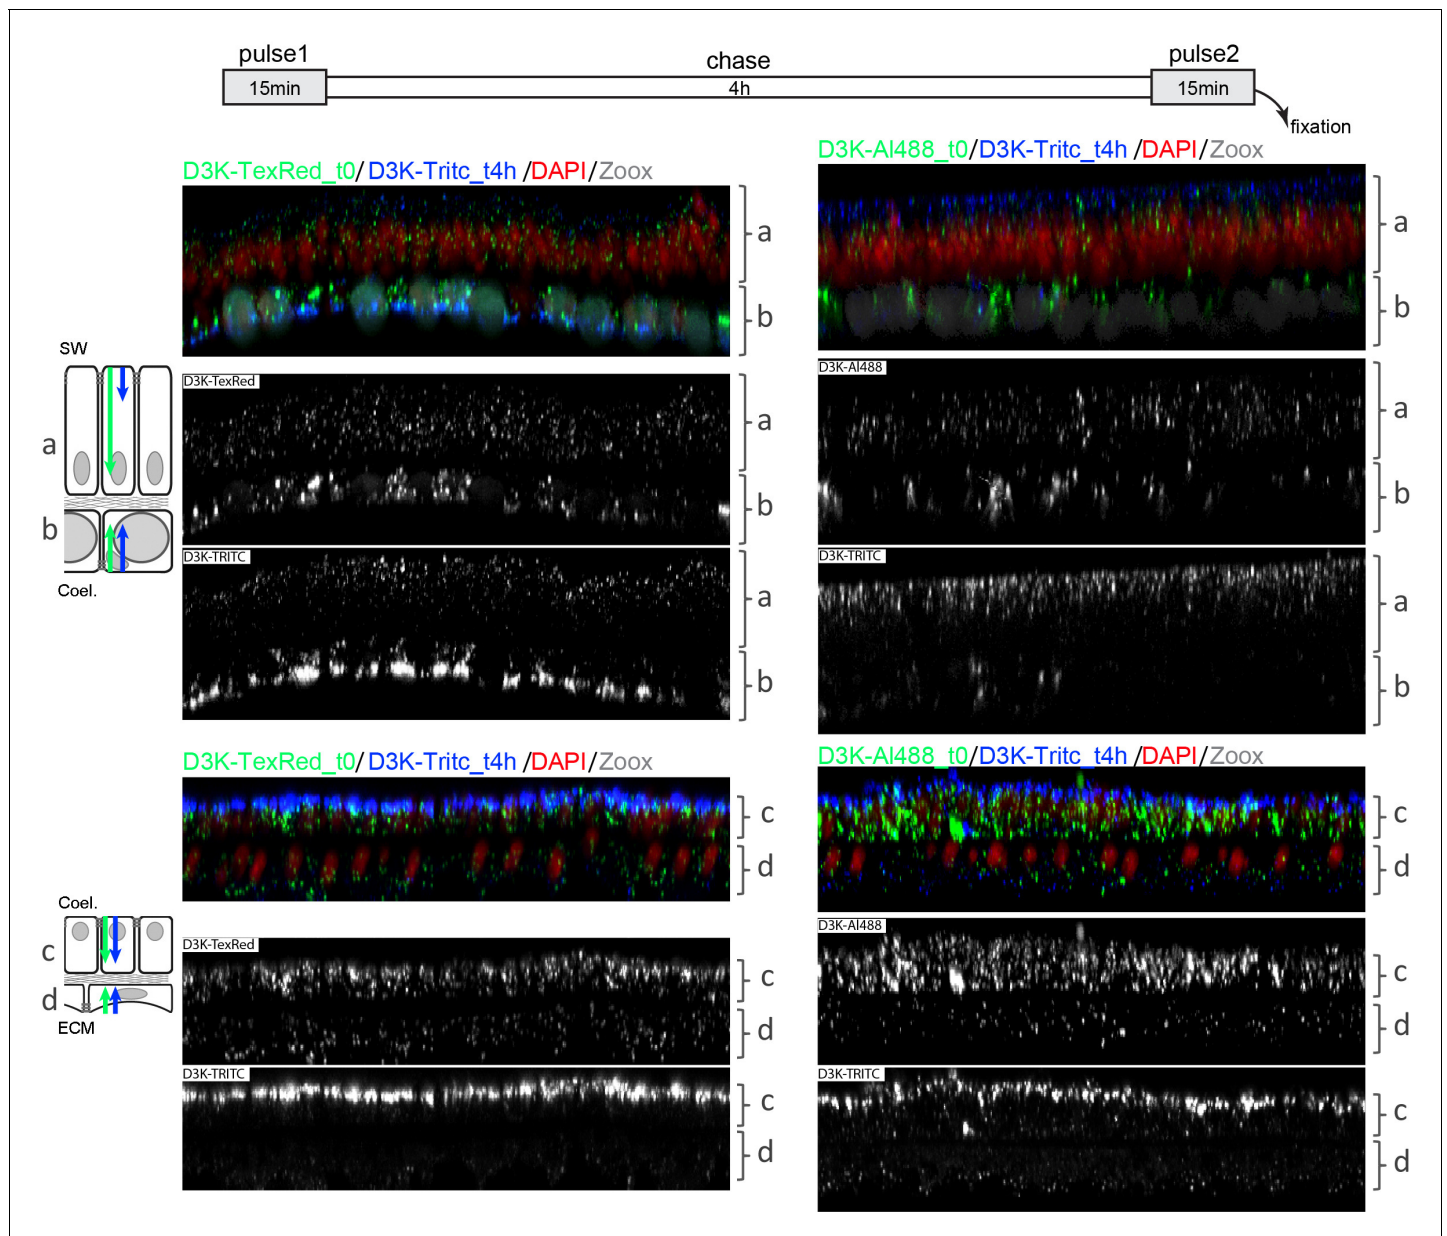 pulse1
chase
pulse2
15min
4h
15min
fixation
D3K-TexRed_t0/ D3K-Tritc_t4h /DAPI/Zoox
a
b
D3K-TexRed
a
b
D3K-TRITC
a
b
D3K-Al488_t0/D3K-Tritc_t4h /DAPI/Zoox
a
b
D3K-Al488
a
b
D3K-TRITC
a
b
SW
a
b
Coel.
D3K-TexRed_t0/ D3K-Tritc_t4h /DAPI/Zoox
c
d
D3K-TexRed
c
d
D3K-TRITC
c
d
D3K-Al488_t0/D3K-Tritc_t4h /DAPI/Zoox
c
d
D3K-Al488
c
d
D3K-TRITC
c
d
Coel.
c
d
ECM